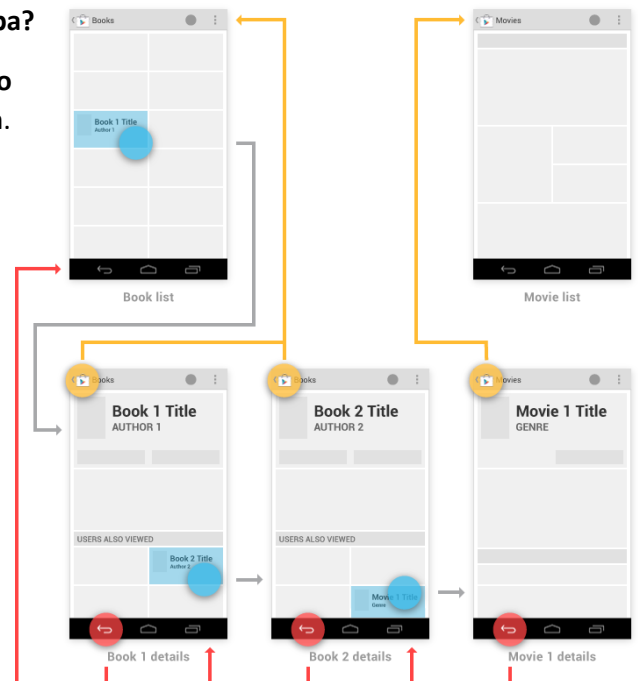 pa?
o
n.
Books
Book 1 Title
Author 1
Book list
Movies
Movie list
Books
Book 1 Title
AUTHOR 1
USERS ALSO VIEWED
Book 2 Title
Author 2
Book 1 details
Books
Book 2 Title
AUTHOR 2
USERS ALSO VIEWED
Movie 1 Title
Genre
Book 2 details
Movies
Movie 1 Title
GENRE
Movie 1 details